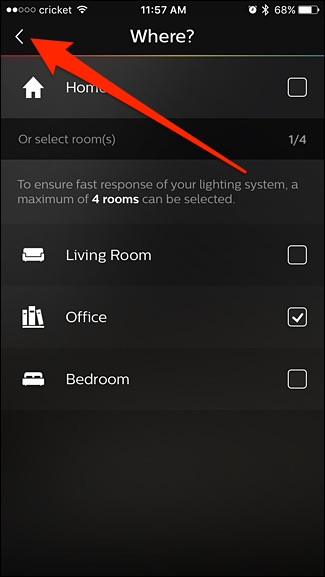 cricket 11:57 AM 68%
Where?
Home
Or select room(s) 1/4
To ensure fast response of your lighting system, a
maximum of 4 rooms can be selected.
Living Room
Office
Bedroom